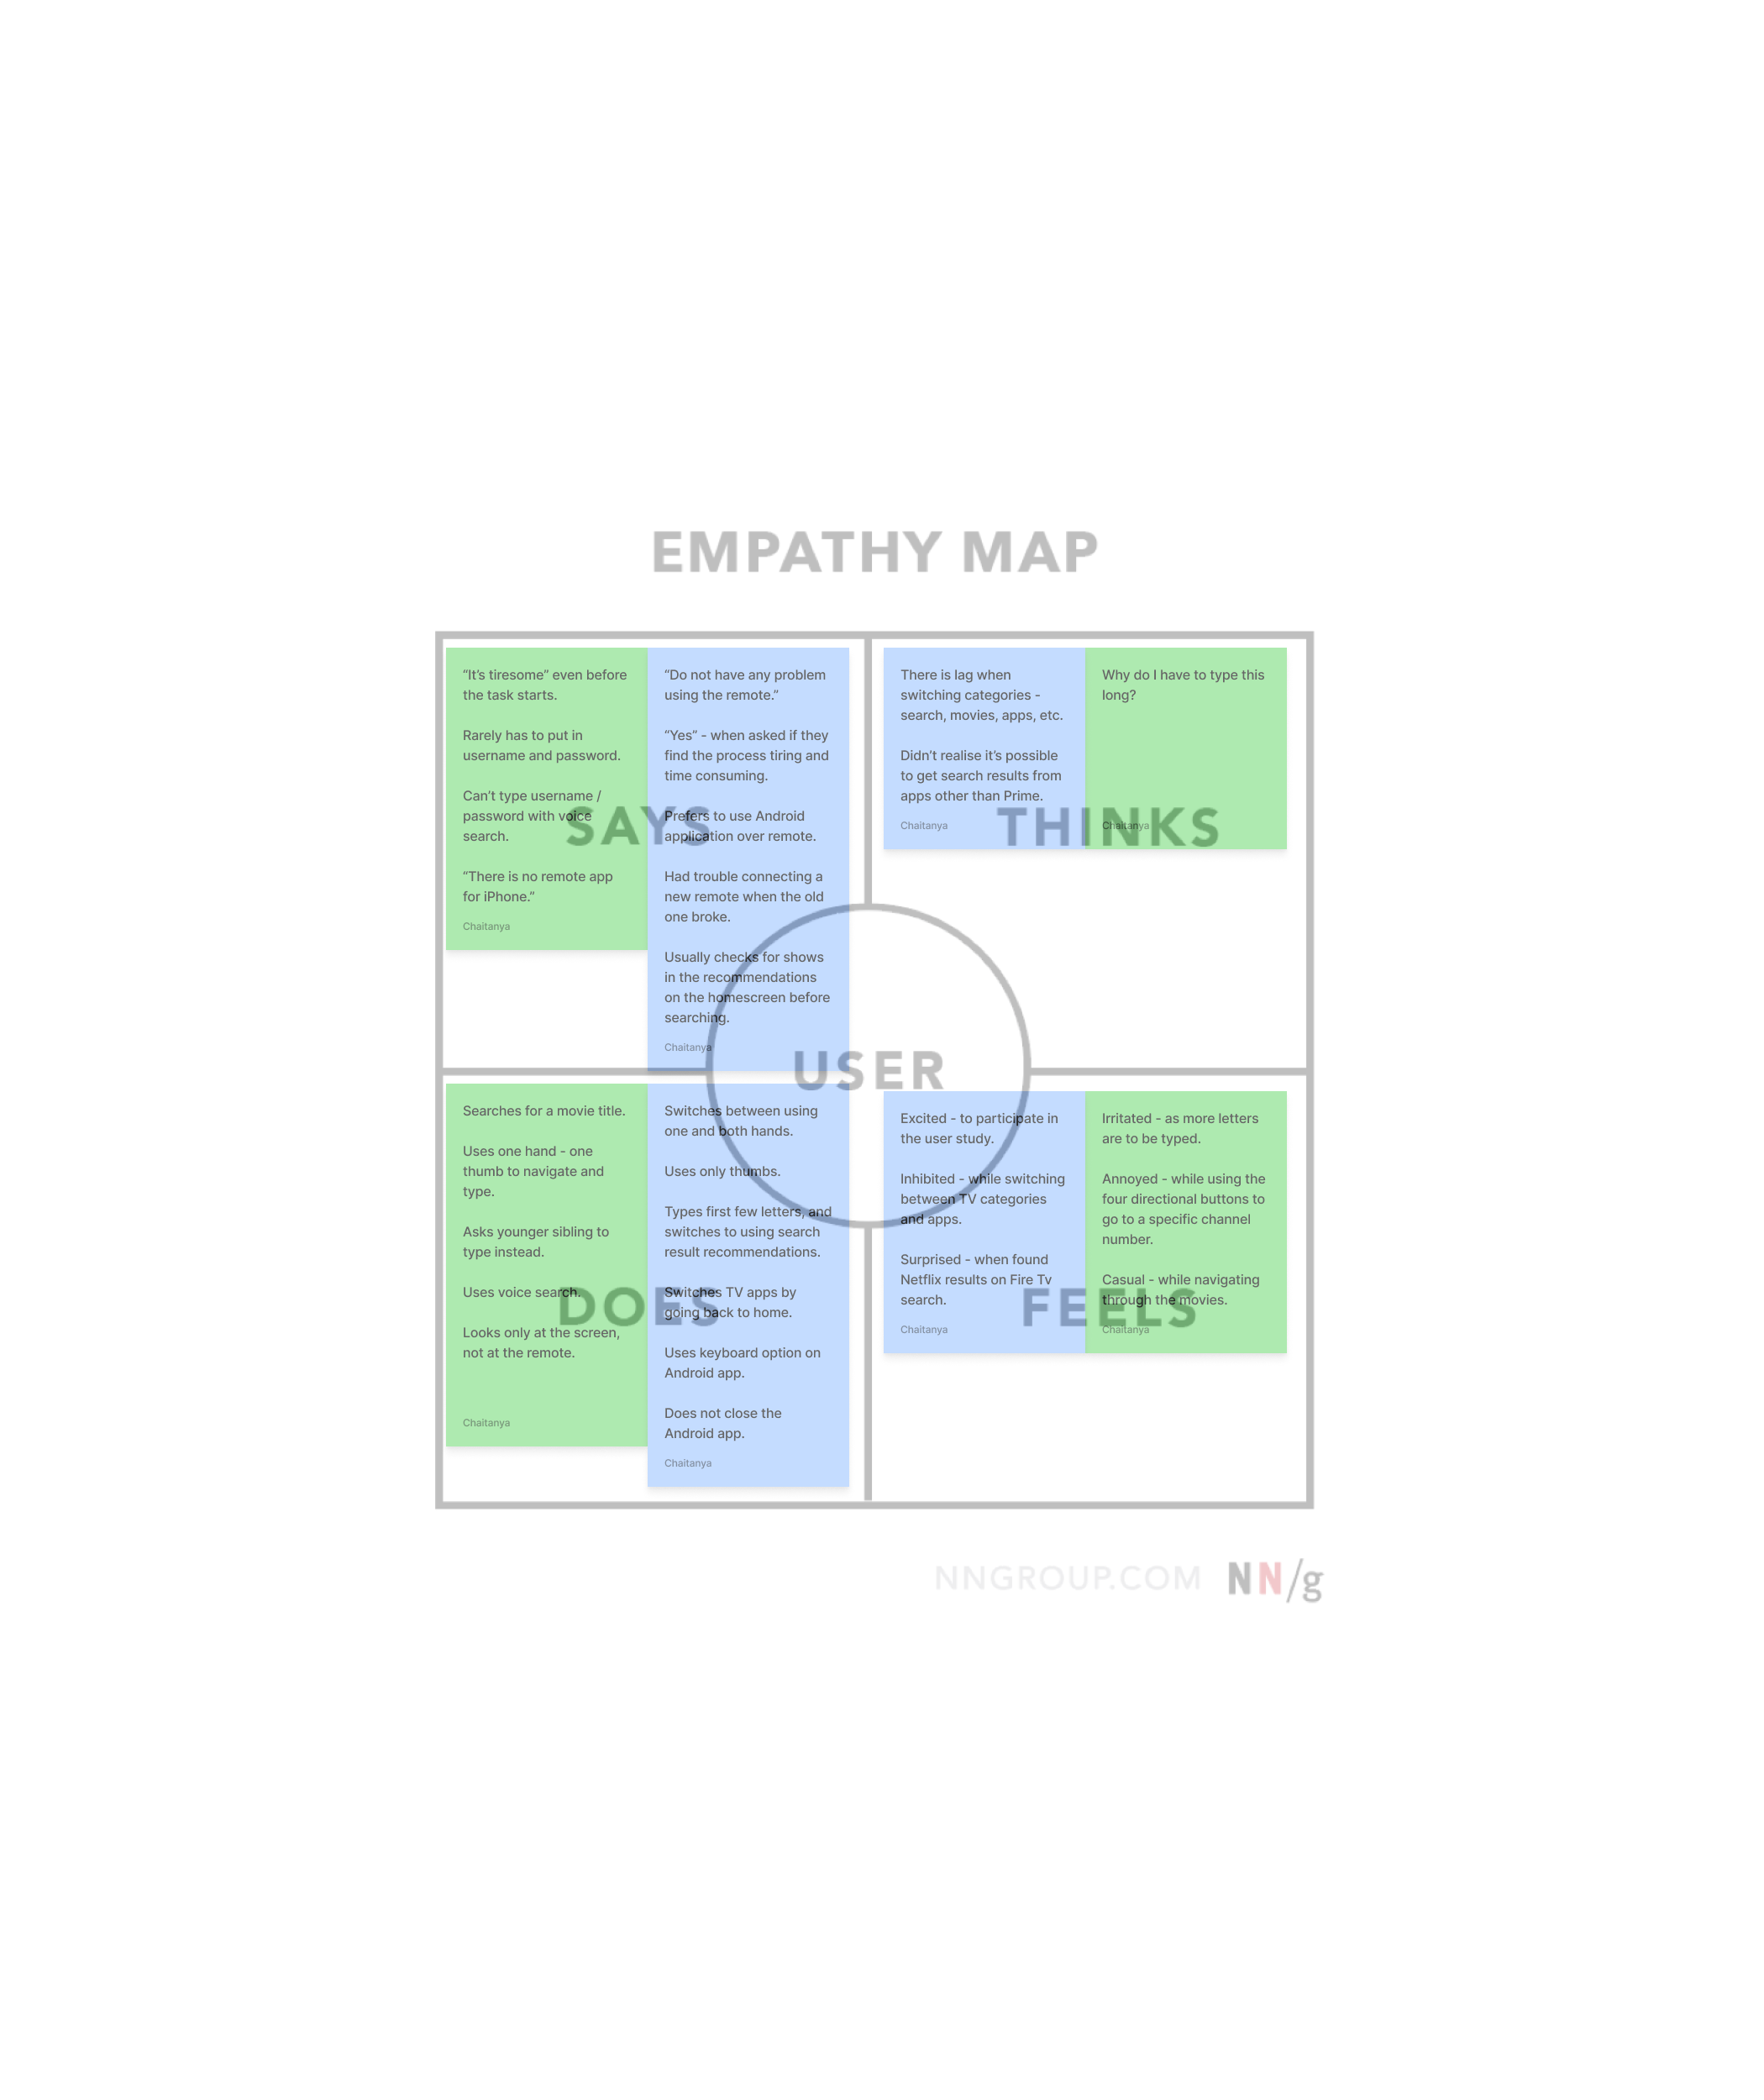 EMPATHY MAP
“It’s tiresome” even before
the task starts.
Rarely has to put in
username and password.
Can’t type username /
password with voice
search.
“There is no remote app
for iPhone.”
Chaitanya
“Do not have any problem
using the remote.”
“Yes” - when asked if they
find the process tiring and
time consuming.
Prefers to use Android
application over remote.
Had trouble connecting a
new remote when the old
one broke.
Usually checks for shows
in the recommendations
on the homescreen before
searching.
Chaitanya
SAYS
There is lag when
switching categories -
search, movies, apps, etc.
Didn’t realise it’s possible
to get search results from
apps other than Prime.
Chaitanya
Why do I have to type this
long?
Chaitanya
THINKS
USER
Searches for a movie title.
Uses one hand - one
thumb to navigate and
type.
Asks younger sibling to
type instead.
Uses voice search.
Looks only at the screen,
not at the remote.
Chaitanya
Switches between using
one and both hands.
Uses only thumbs.
Types first few letters, and
switches to using search
result recommendations.
Switches TV apps by
going back to home.
Uses keyboard option on
Android app.
Does not close the
Android app.
Chaitanya
DOES
Excited - to participate in
the user study.
Inhibited - while switching
between TV categories
and apps.
Surprised - when found
Netflix results on Fire Tv
search.
Chaitanya
Irritated - as more letters
are to be typed.
Annoyed - while using the
four directional buttons to
go to a specific channel
number.
Casual - while navigating
through the movies.
Chaitanya
FEELS
NNGROUP.COM NN/g